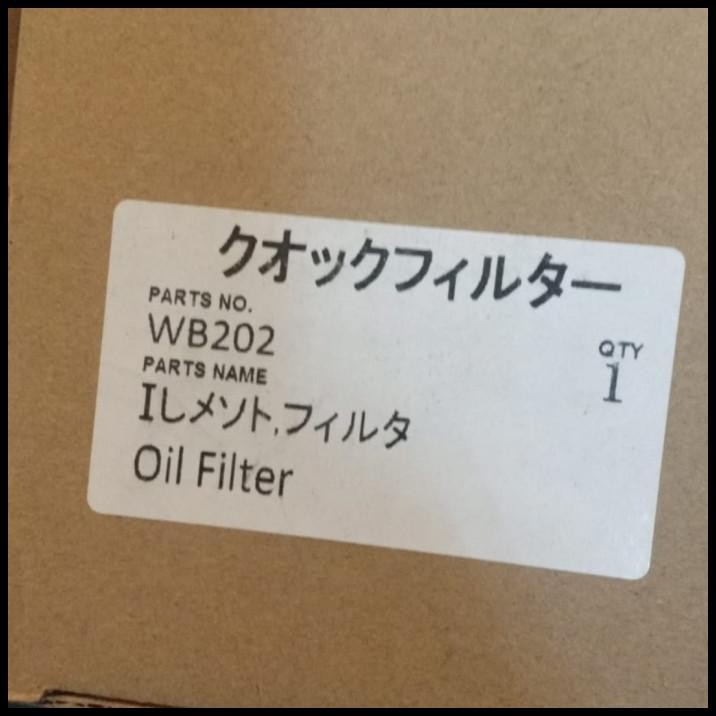 クオックフィルター
PARTS NO.
WB202
QTY
1
PARTS NAME
Iしメソト,フィルタ
Oil Filter